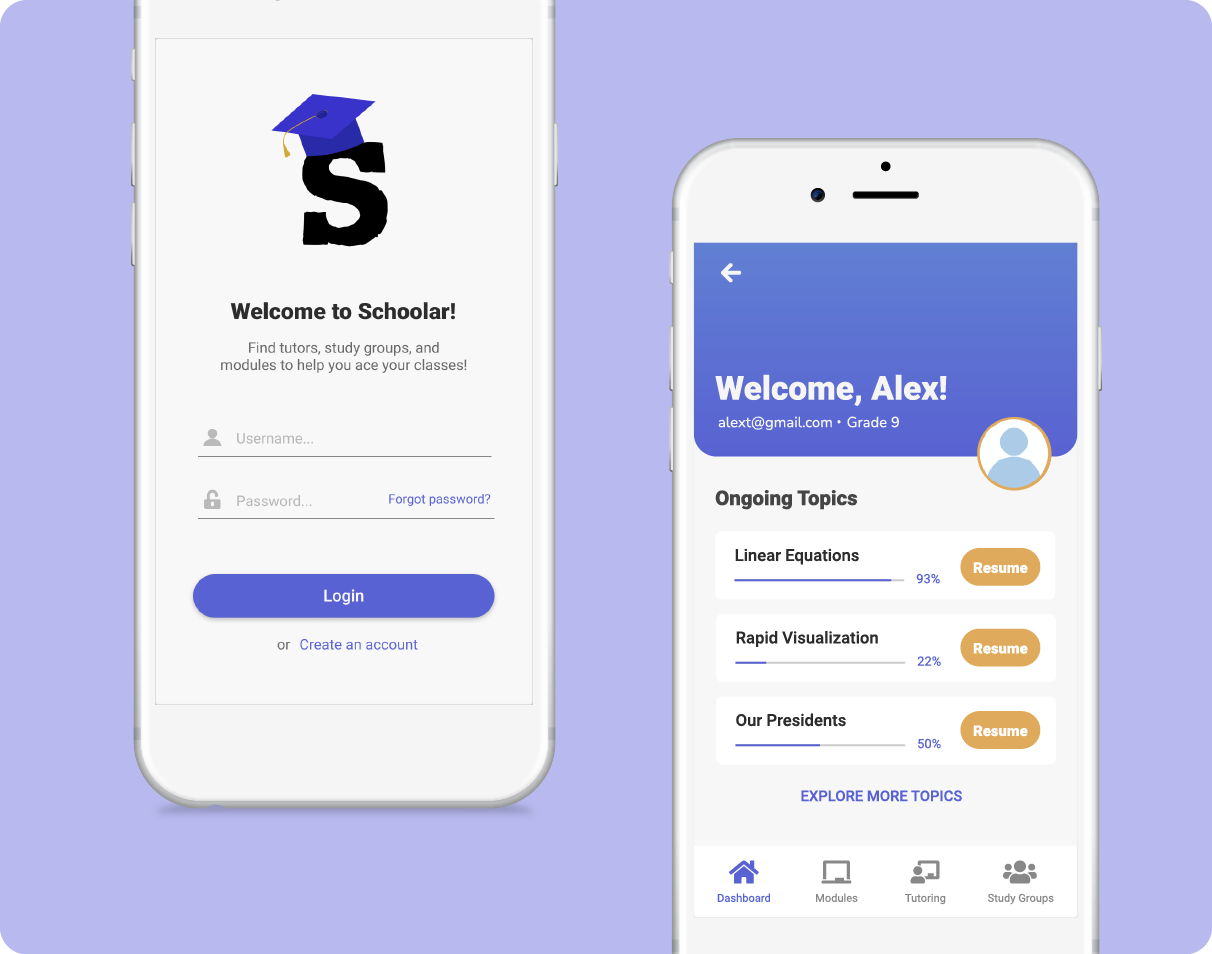 S
Welcome to Schoolar!
Find tutors, study groups, and
modules to help you ace your classes!
Username...
Password...
Forgot password?
Login
or Create an account
Welcome, Alex!
alext@gmail.com • Grade 9
Ongoing Topics
Linear Equations
93%
Resume
Rapid Visualization
22%
Resume
Our Presidents
50%
Resume
EXPLORE MORE TOPICS
Dashboard
Modules
Tutoring
Study Groups